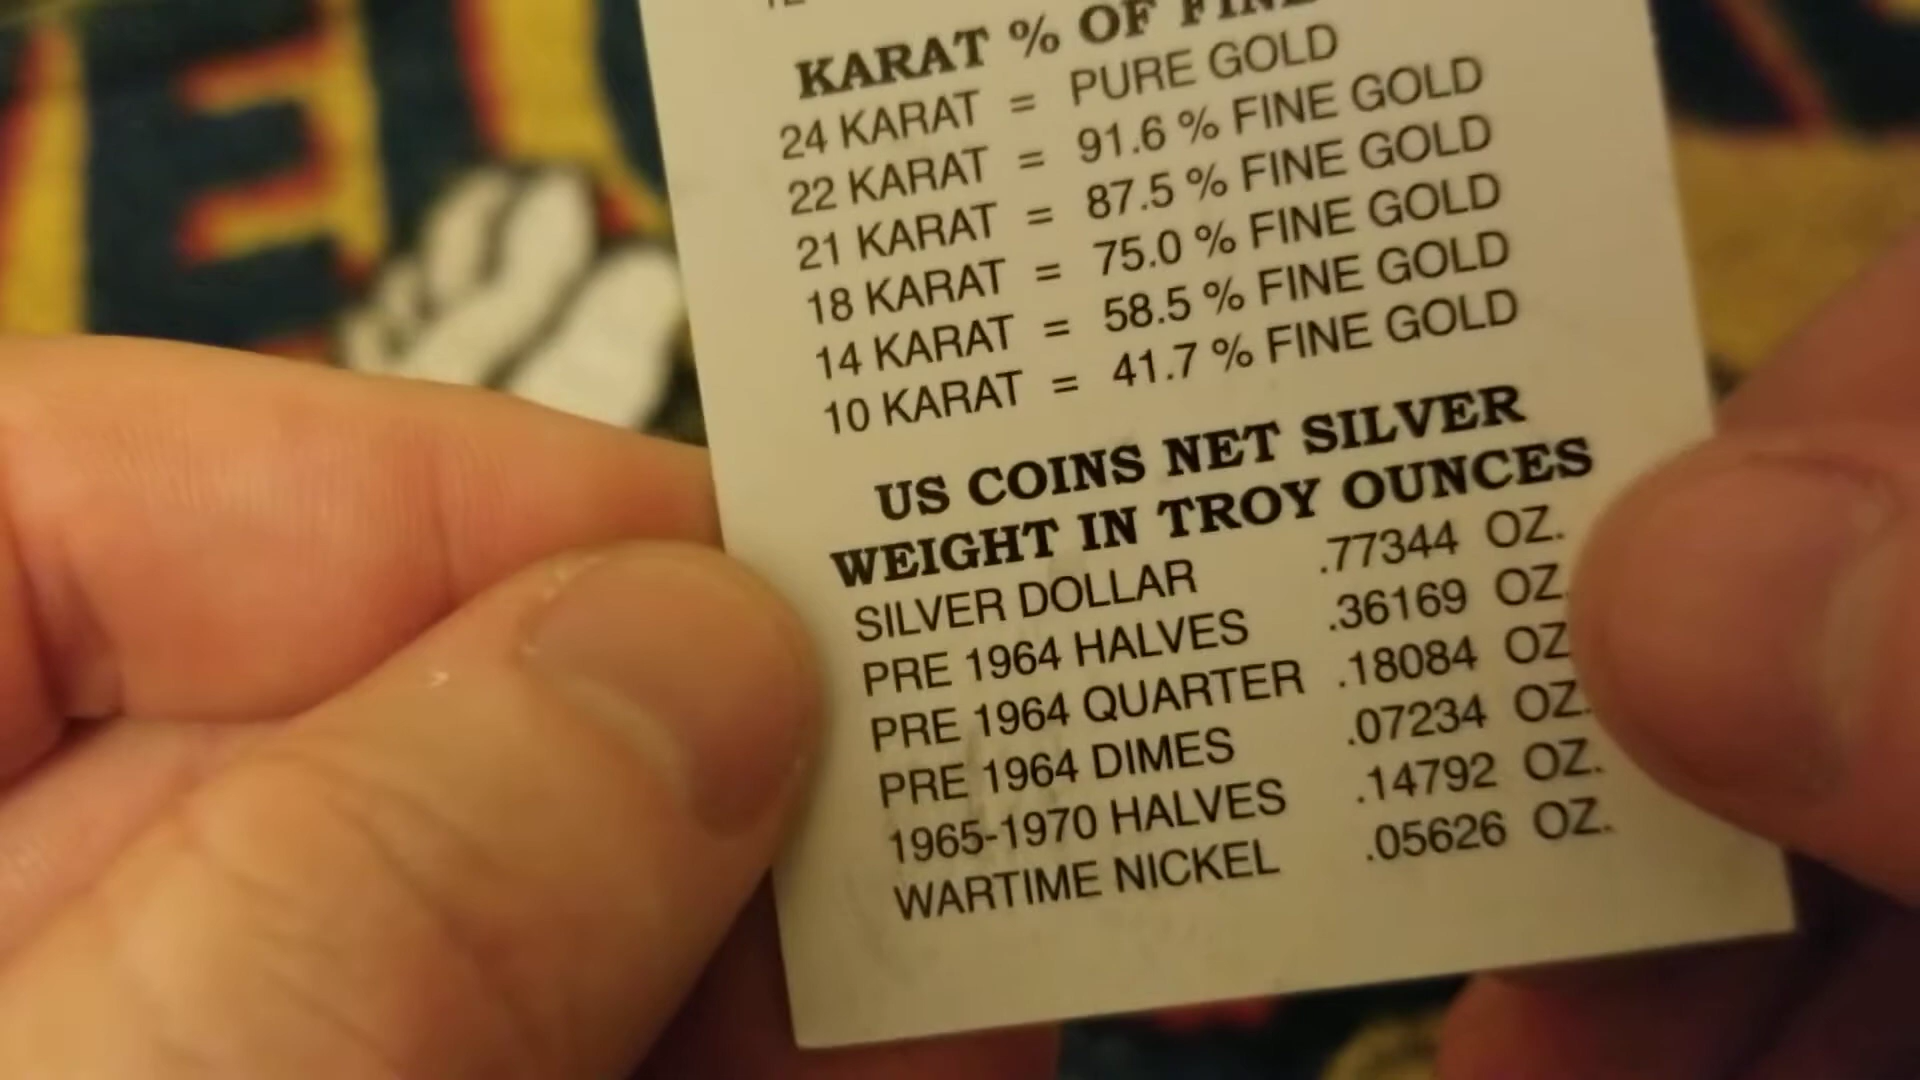 KARAT % OF
24 KARAT = PURE GOLD
22 KARAT = 91.6 % FINE GOLD
21 KARAT = 87.5 % FINE GOLD
18 KARAT = 75.0 % FINE GOLD
14 KARAT = 58.5 % FINE GOLD
10 KARAT = 41.7 % FINE GOLD
US COINS NET SILVER
WEIGHT IN TROY OUNCES
SILVER DOLLAR .77344 OZ.
PRE 1964 HALVES .36169 OZ.
PRE 1964 QUARTER .18084 OZ
PRE 1964 DIMES .07234 OZ.
1965-1970 HALVES .14792 OZ.
WARTIME NICKEL .05626 OZ.